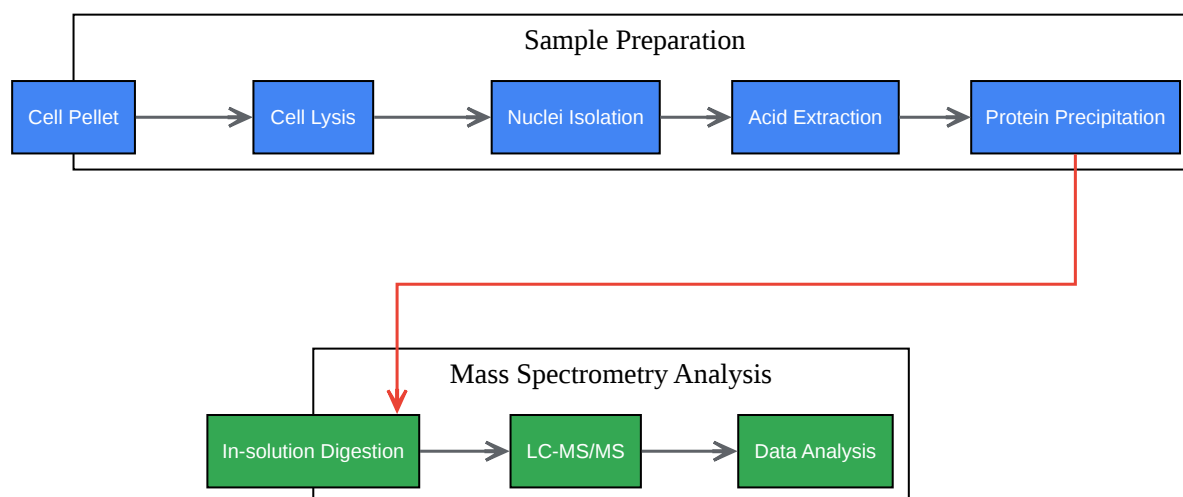 Sample Preparation
Cell Pellet
Cell Lysis
Nuclei Isolation
Acid Extraction
Protein Precipitation
Mass Spectrometry Analysis
In-solution Digestion
LC-MS/MS
Data Analysis